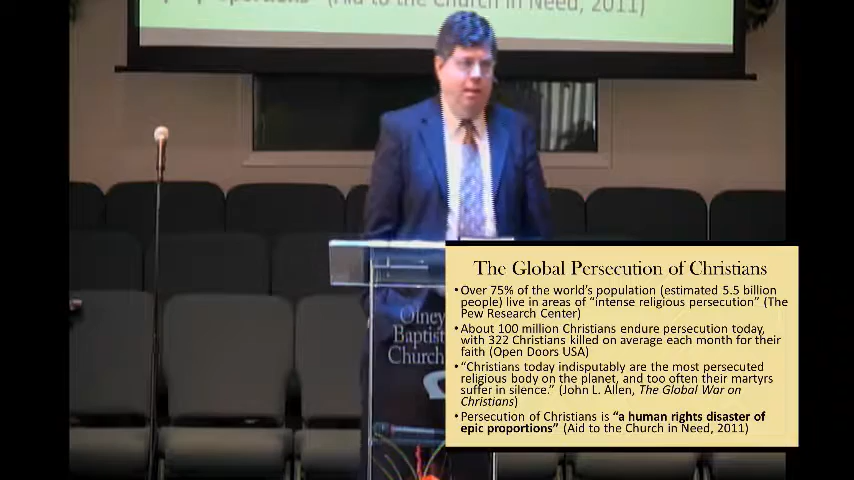 (Aid to the Church in Need, 2011)
Olney
Baptist
Church
The Global Persecution of Christians
•Over 75% of the world's population (estimated 5.5 billion
people) live in areas of "intense religious persecution" (The
Pew Research Center)
•About 100 million Christians endure persecution today,
with 322 Christians killed on average each month for their
faith (Open Doors USA)
•"Christians today indisputably are the most persecuted
religious body on the planet, and too often their martyrs
suffer in silence." (John L. Allen, The Global War on
Christians)
•Persecution of Christians is "a human rights disaster of
epic proportions" (Aid to the Church in Need, 2011)